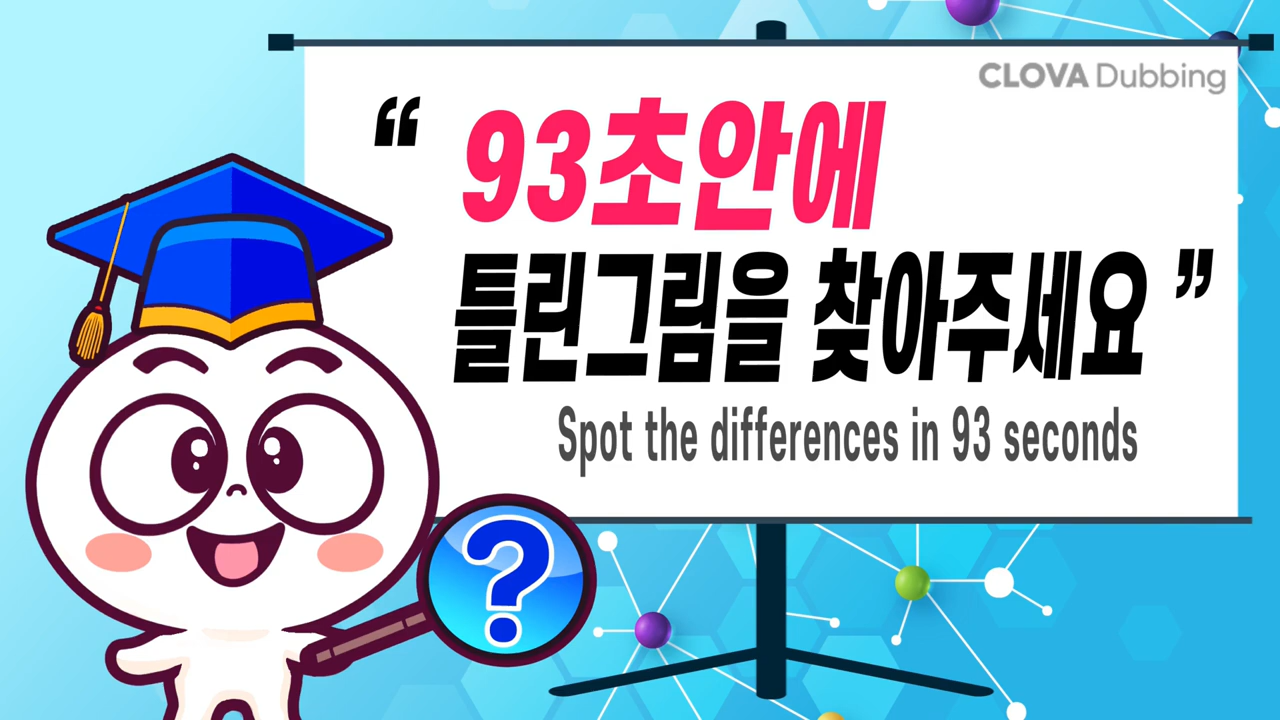 CLOVA Dubbing
“ 93초안에
틀린그림을 찾아주세요 ”
Spot the differences in 93 seconds
?